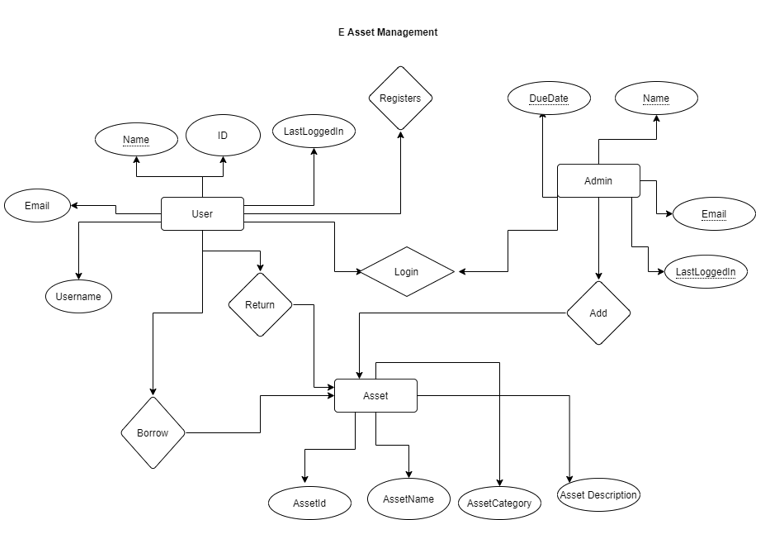 E Asset Management
Registers
DueDate
Name
Name
ID
LastLoggedIn
Admin
Email
User
Email
Login
LastLoggedIn
Username
Return
Add
Asset
Borrow
AssetId
AssetName
AssetCategory
Asset Description